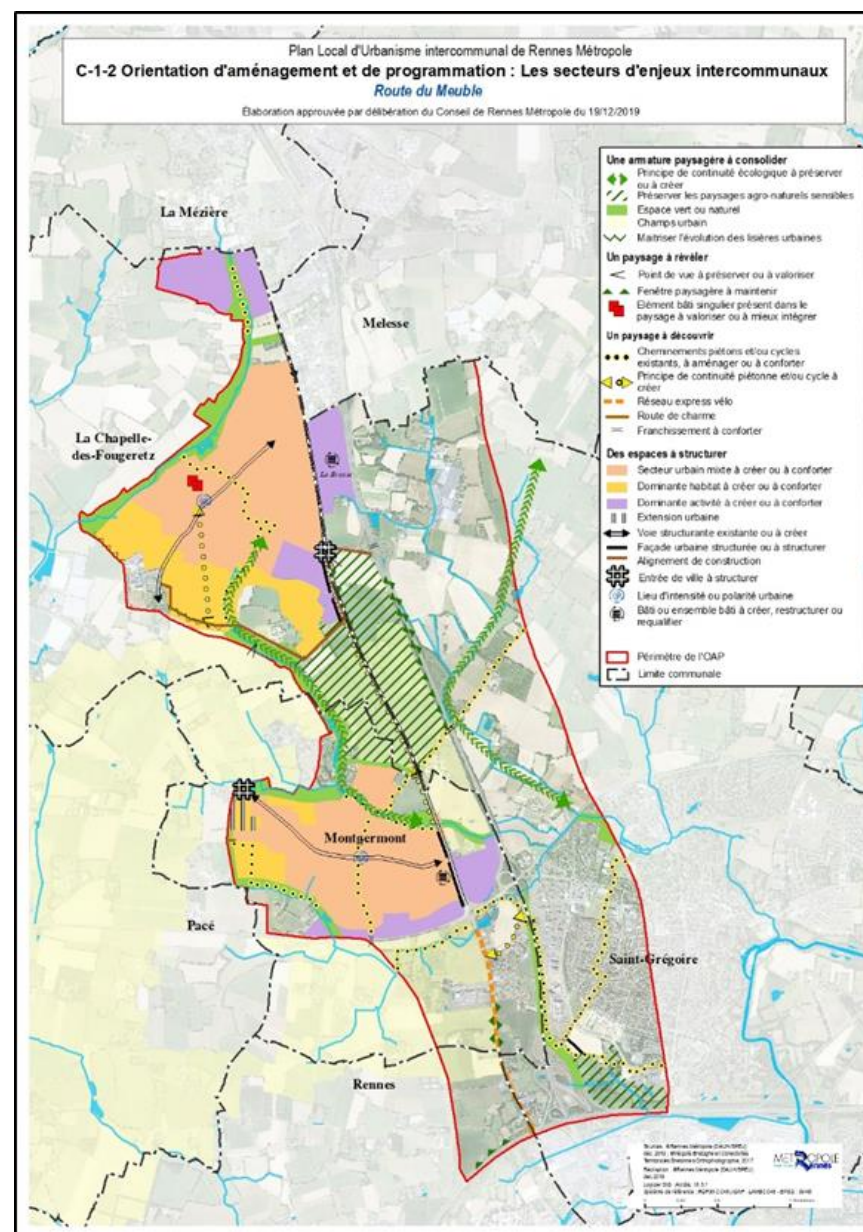 Plan Local d'Urbanisme intercommunal de Rennes Métropole
C-1-2 Orientation d'aménagement et de programmation : Les secteurs d'enjeux intercommunaux
Route du Meuble
Élaboration approuvée par délibération du Conseil de Rennes Métropole du 19/12/2019
Une armature paysagère à consolider
Principe de continuité écologique à préserver
ou à créer
Préserver les paysages agro-naturels sensibles
Espace vert ou naturel
Champs urbain
Maitriser l'évolution des lisières urbaines
Un paysage à révéler
Point de vue à préserver ou à valoriser
Fenêtre paysagère à maintenir
Elément bâti singulier présent dans le
paysage à valoriser ou à mieux intégrer
Un paysage à découvrir
Cheminements piétons et/ou cycles
existants, à aménager ou à conforter
Principe de continuité piétonne et/ou cycle à
créer
Réseau express vélo
Route de charme
Franchissement à conforter
Des espaces à structurer
Secteur urbain mixte à créer ou à conforter
Dominante habitat à créer ou à conforter
Dominante activité à créer ou à conforter
Extension urbaine
Voie structurante existante ou à créer
Façade urbaine structurée ou à structurer
Alignement de construction
Entrée de ville à structurer
Lieu d'intensité ou polarité urbaine
Bâti ou ensemble bâti à créer, restructurer ou
requalifier
Périmètre de l'OAP
Limite communale
La Mézière
Melesse
La Chapelle-
des-Fougeretz
Montgermont
Pacé
Saint-Grégoire
Rennes
METROPOLE
Rennes